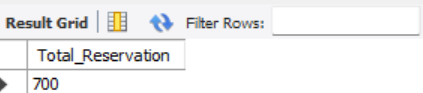 Result Grid Filter Rows:
Total_Reservation
700